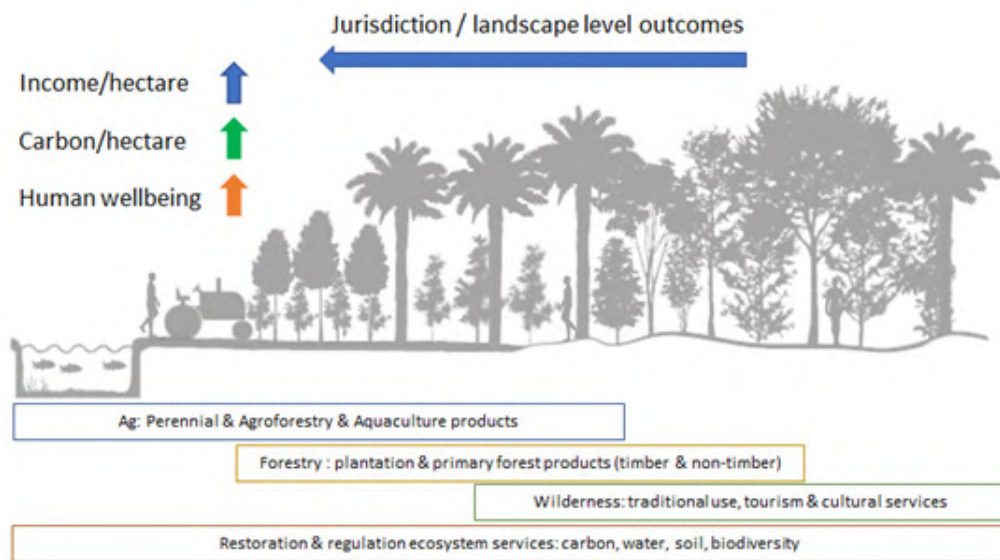 Jurisdiction / landscape level outcomes
Income/hectare
Carbon/hectare
Human wellbeing
Ag: Perennial & Agroforestry & Aquaculture products
Forestry : plantation & primary forest products (timber & non-timber)
Wilderness: traditional use, tourism & cultural services
Restoration & regulation ecosystem services: carbon, water, soil, biodiversity